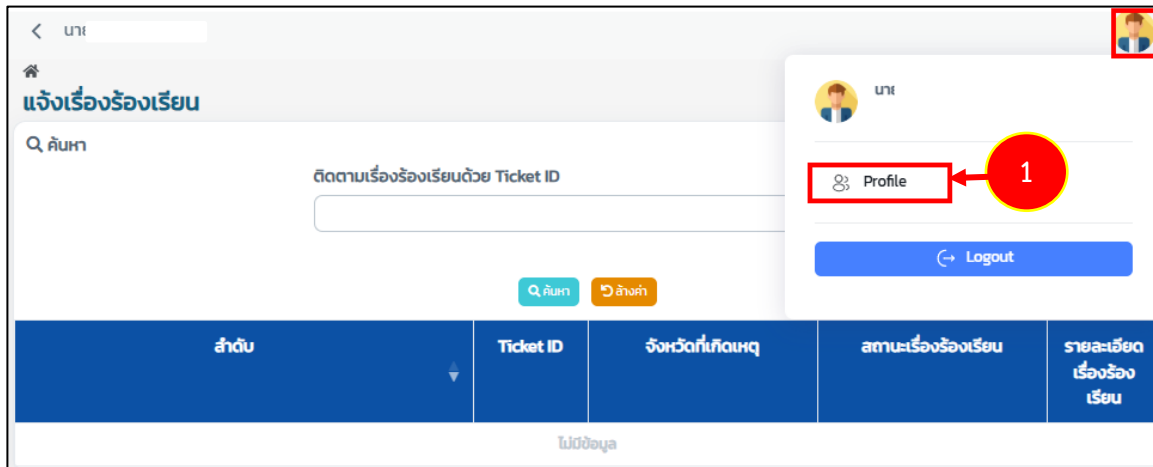 นาย
แจ้งเรื่องร้องเรียน
ค้นหา
ติดตามเรื่องร้องเรียนด้วย Ticket ID
ค้นหา
ล้างค่า
นาย
Profile
1
Logout
ลำดับ
Ticket ID
จังหวัดที่เกิดเหตุ
สถานะเรื่องร้องเรียน
รายละเอียด
เรื่องร้อง
เรียน
ไม่มีข้อมูล